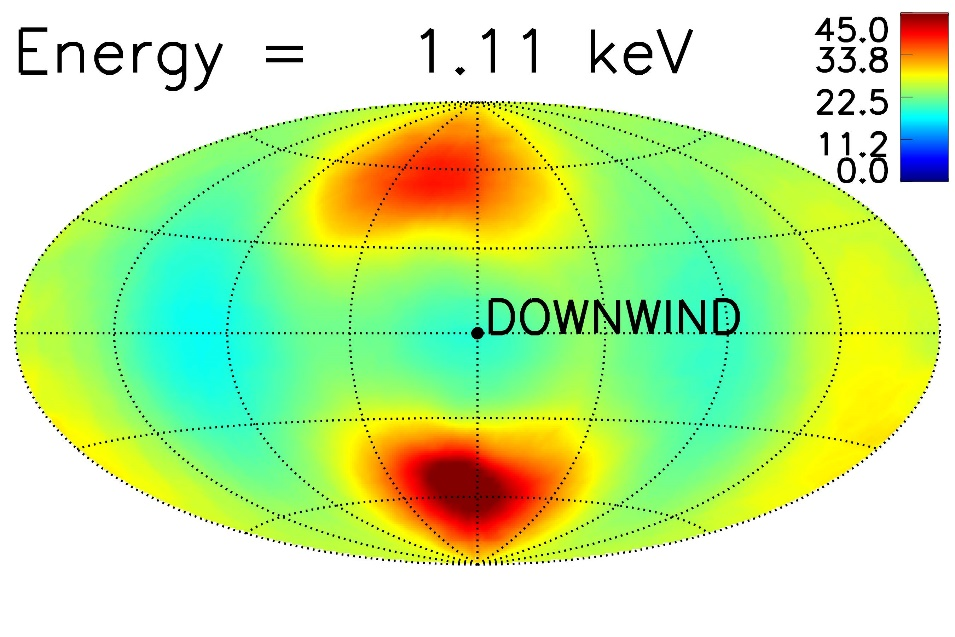 Energy = 1.11 keV
45.0
33.8
22.5
11.2
0.0
DOWNWIND